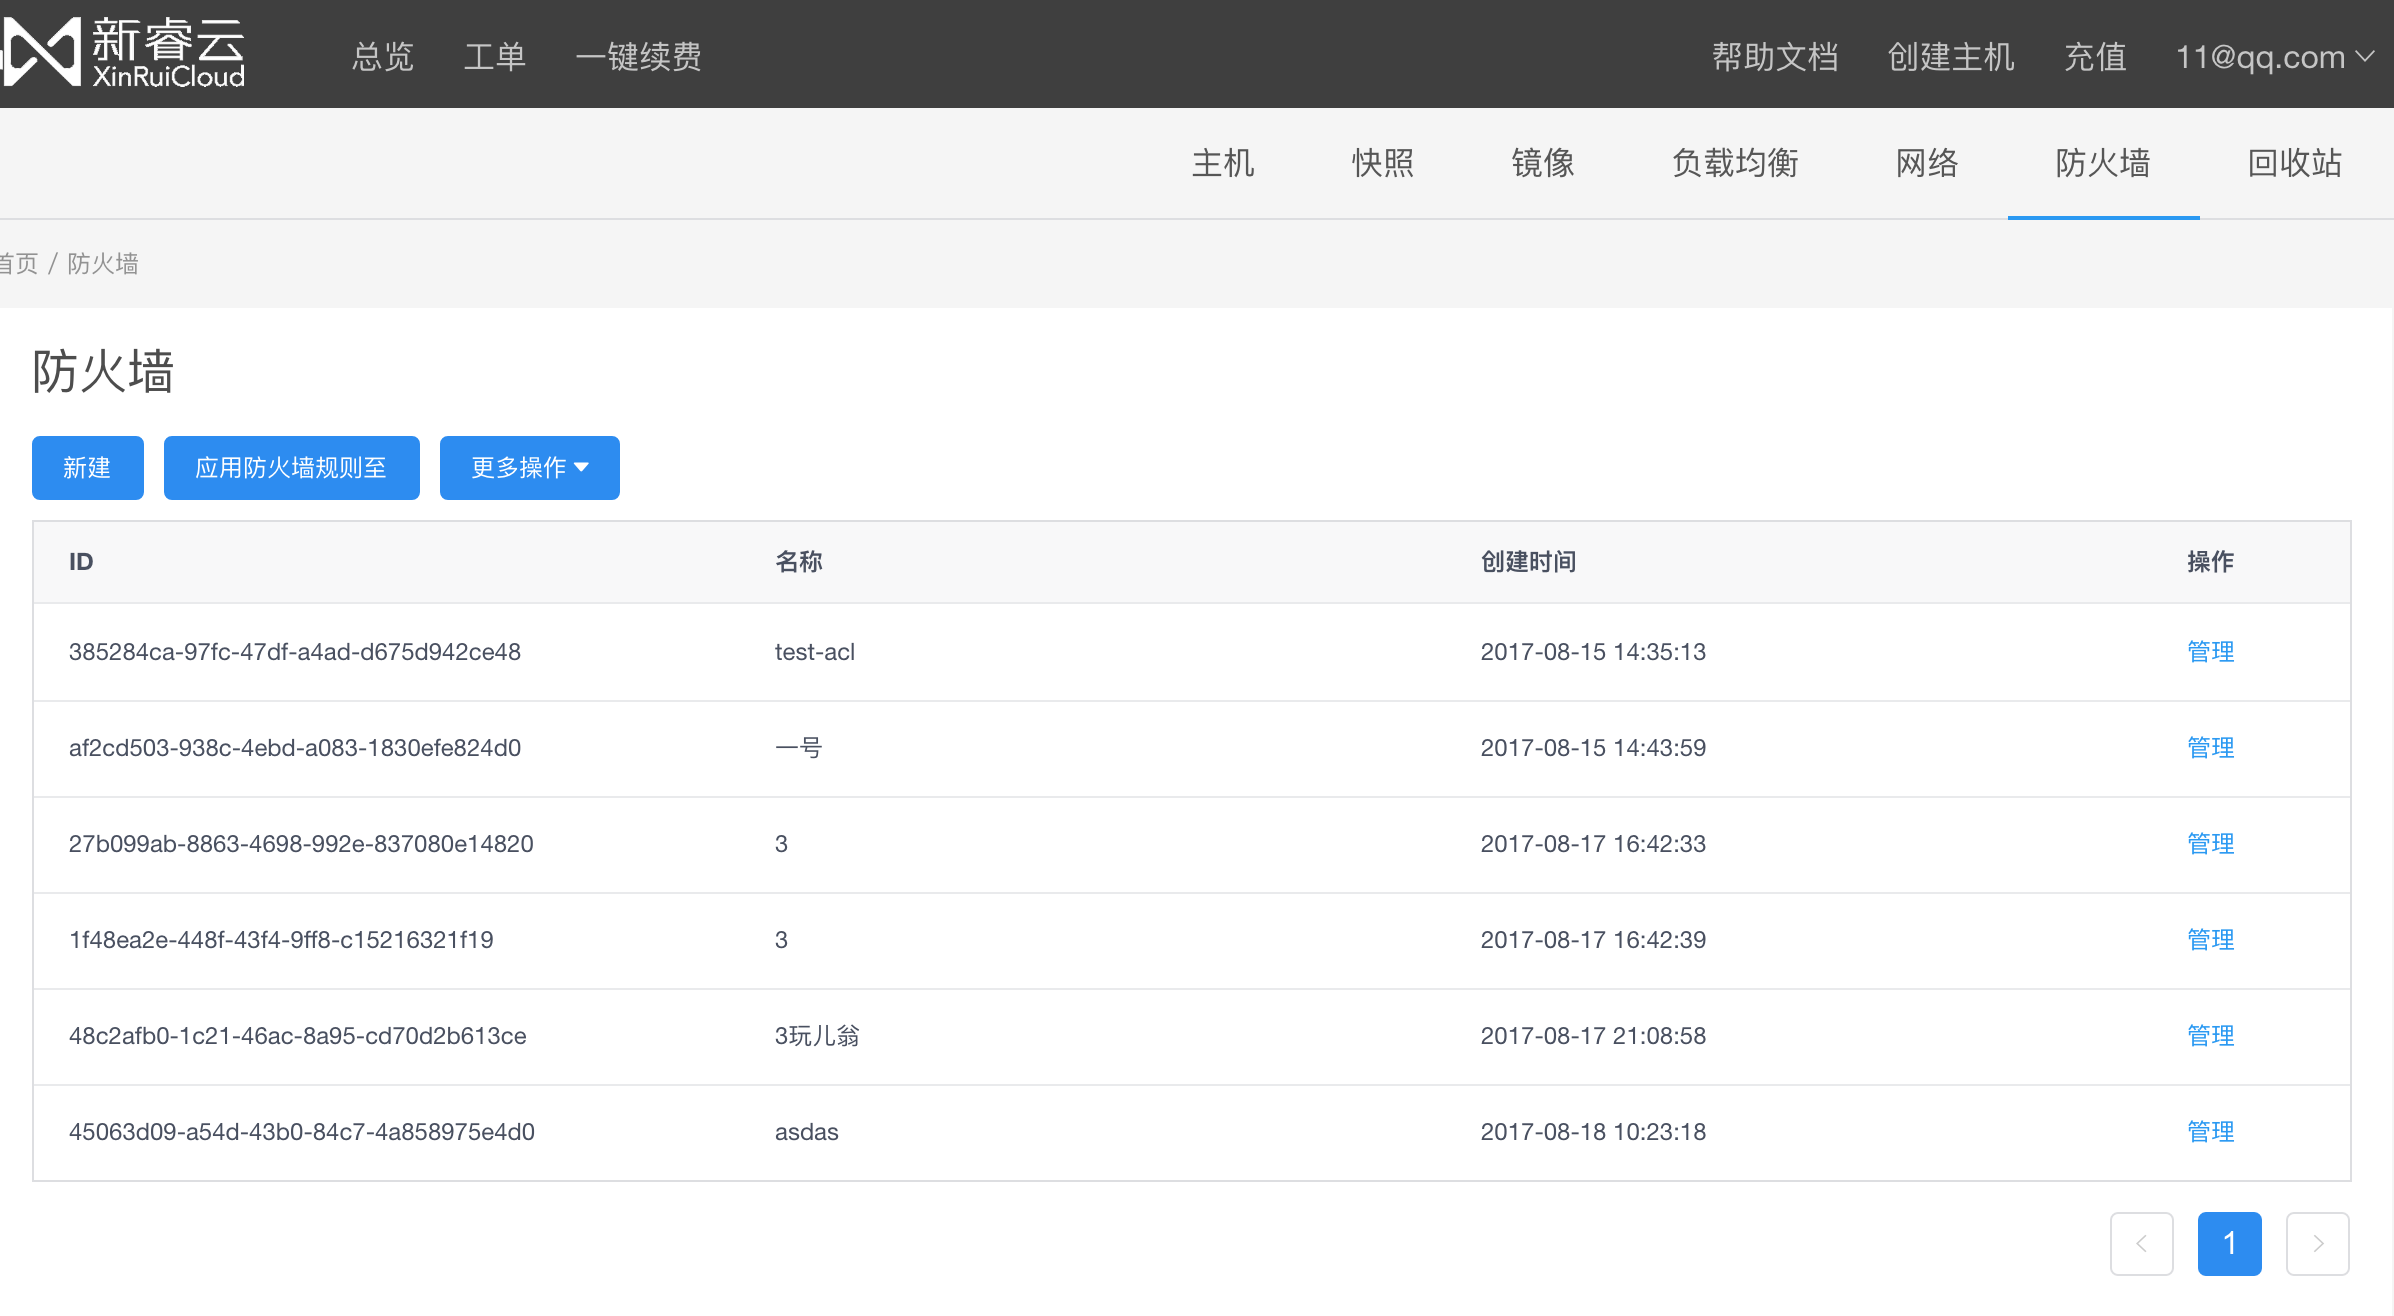 新睿云
XinRuiCloud
总览 工单 一键续费 帮助文档 创建主机 充值 11@qq.com
主机 快照 镜像 负载均衡 网络 防火墙 回收站
首页 / 防火墙
防火墙
新建 应用防火墙规则至 更多操作
ID 名称 创建时间 操作
385284ca-97fc-47df-a4ad-d675d942ce48 test-acl 2017-08-15 14:35:13 管理
af2cd503-938c-4ebd-a083-1830efe824d0 一号 2017-08-15 14:43:59 管理
27b099ab-8863-4698-992e-837080e14820 3 2017-08-17 16:42:33 管理
1f48ea2e-448f-43f4-9ff8-c15216321f19 3 2017-08-17 16:42:39 管理
48c2afb0-1c21-46ac-8a95-cd70d2b613ce 3玩儿翁 2017-08-17 21:08:58 管理
45063d09-a54d-43b0-84c7-4a858975e4d0 asdas 2017-08-18 10:23:18 管理
1